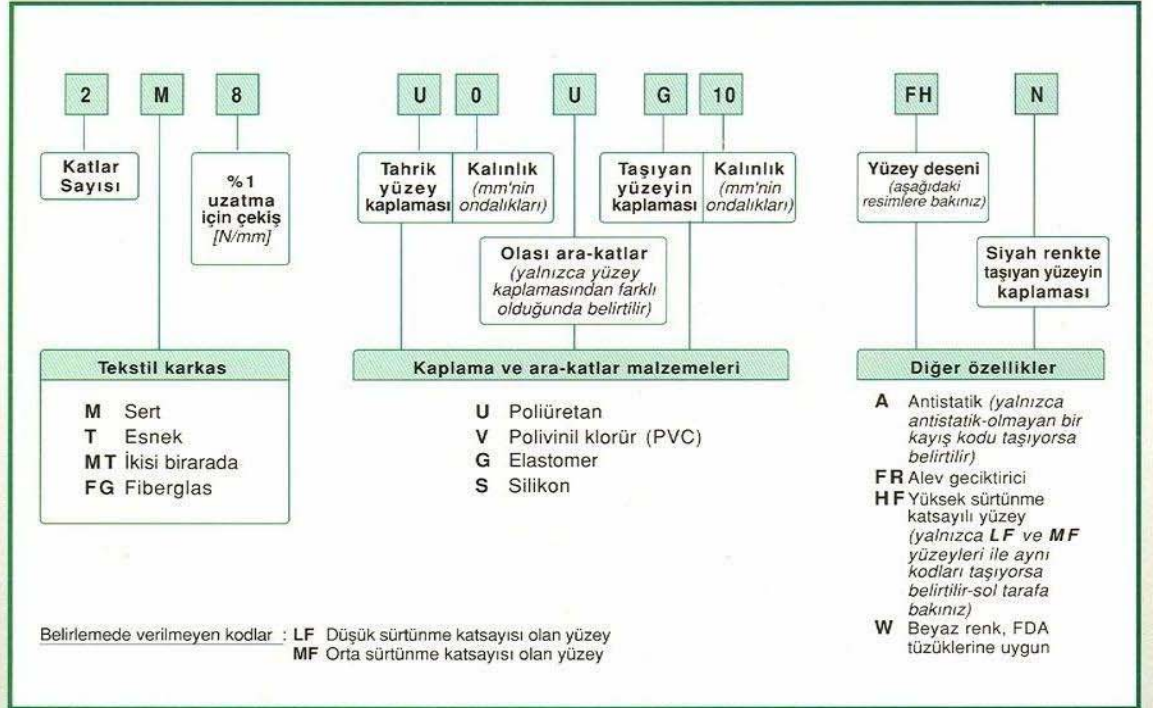 2 M 8 U 0 U G 10 FH N
Katlar
Sayısı
%1
uzatma
için çekiş
[N/mm]
Tahrik
yüzey
kaplaması
Kalınlık
(mm'nin
ondalıkları)
Olası ara-katlar
(yalnızca yüzey
kaplamasından farklı
olduğunda belirtilir)
Taşıyan
yüzeyin
kaplaması
Kalınlık
(mm'nin
ondalıkları)
Yüzey deseni
(aşağıdaki
resimlere bakınız)
Siyah renkte
taşıyan yüzeyin
kaplaması
Tekstil karkas
M Sert
T Esnek
MT İkisi birarada
FG Fiberglas
Kaplama ve ara-katlar malzemeleri
U Poliüretan
V Polivinil klorür (PVC)
G Elastomer
S Silikon
Diğer özellikler
A Antistatik (yalnızca
antistatik-olmayan bir
kayış kodu taşıyorsa
belirtilir)
FR Alev geciktirici
HF Yüksek sürtünme
katsayılı yüzey
(yalnızca LF ve MF
yüzeyleri ile aynı
kodları taşıyorsa
belirtilir-sol tarafa
bakınız)
W Beyaz renk, FDA
tüzüklerine uygun
Belirlemede verilmeyen kodlar : LF Düşük sürtünme katsayısı olan yüzey
MF Orta sürtünme katsayısı olan yüzey